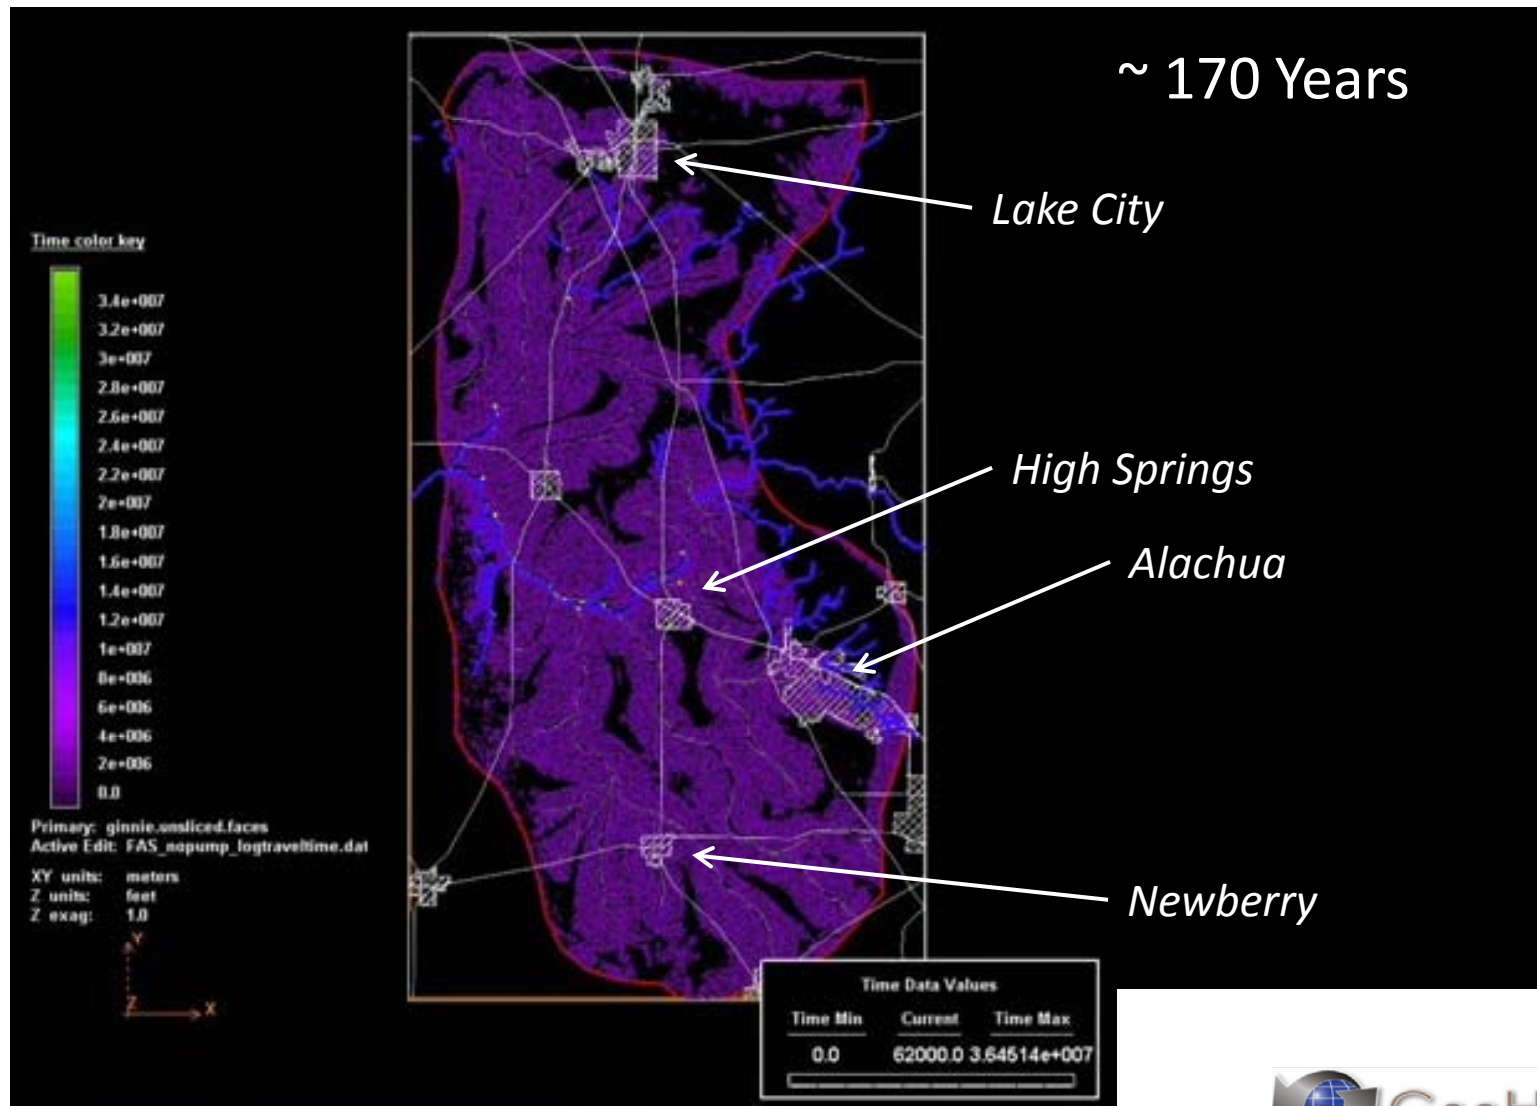 ~ 170 Years
Lake City
High Springs
Alachua
Newberry
Time color key
3.4e+007
3.2e+007
3e+007
2.8e+007
2.6e+007
2.4e+007
2.2e+007
2e+007
1.8e+007
1.6e+007
1.4e+007
1.2e+007
1e+007
8e+006
6e+006
4e+006
2e+006
0.0
Primary: ginnie.unsliced.faces
Active Edit: FAS_nopump_logtraveltime.dat
XY units: meters
Z units: feet
Z exag: 1.0
Y
Z
X
Time Data Values
Time Min Current Time Max
0.0 62000.0 3.64514e+007